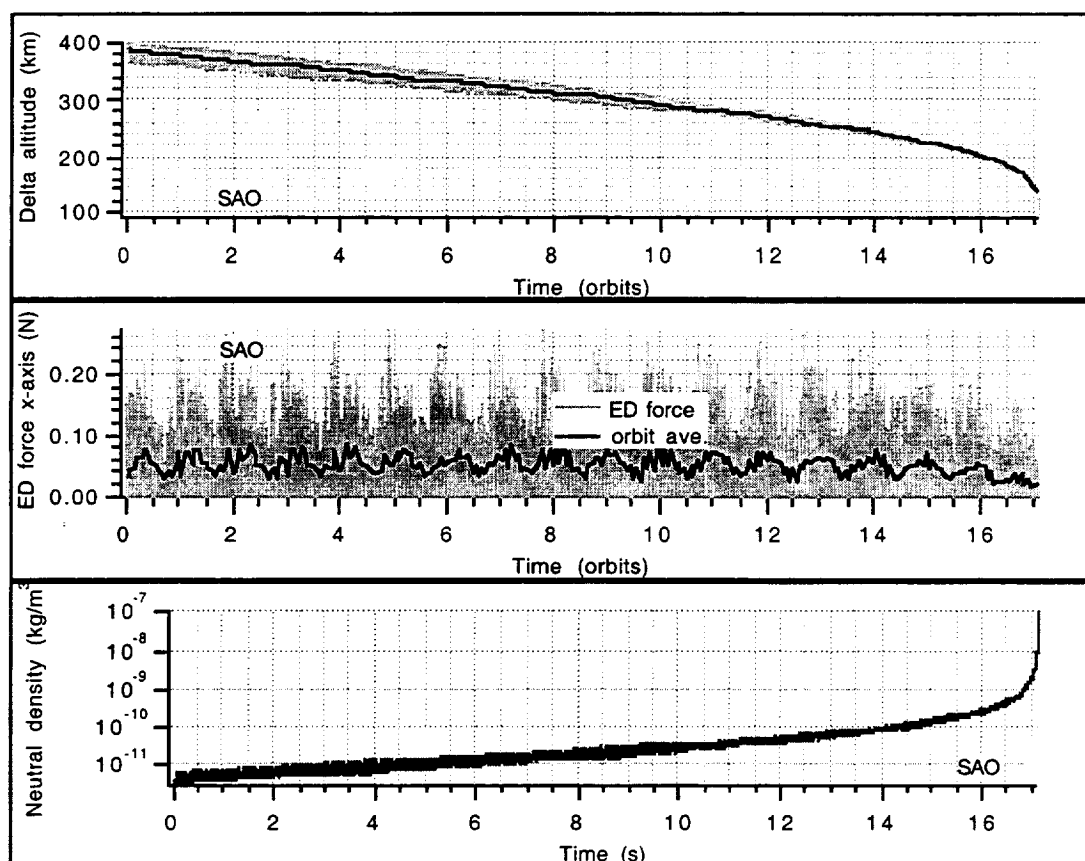 Delta altitude (km)
400
300
200
100
SAO
0 2 4 6 8 10 12 14 16
Time (orbits)
ED force x-axis (N)
0.20
0.10
0.00
SAO
ED force
orbit ave.
0 2 4 6 8 10 12 14 16
Time (orbits)
Neutral density (kg/m³
10⁻⁷
10⁻⁸
10⁻⁹
10⁻¹⁰
10⁻¹¹
SAO
0 2 4 6 8 10 12 14 16
Time (s)